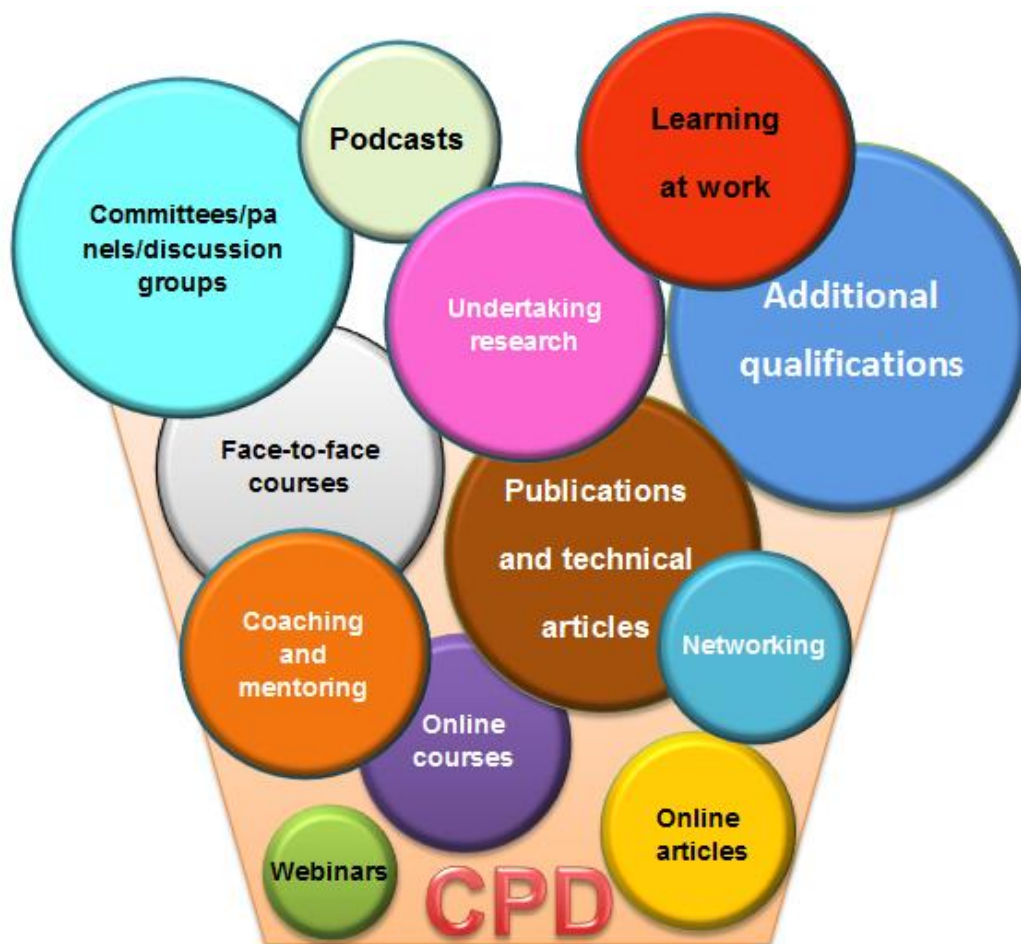 Podcasts
Learning
at work
Committees/pa
nels/discussion
groups
Undertaking
research
Additional
qualifications
Face-to-face
courses
Publications
and technical
articles
Coaching
and
mentoring
Networking
Online
courses
Online
articles
Webinars
CPD